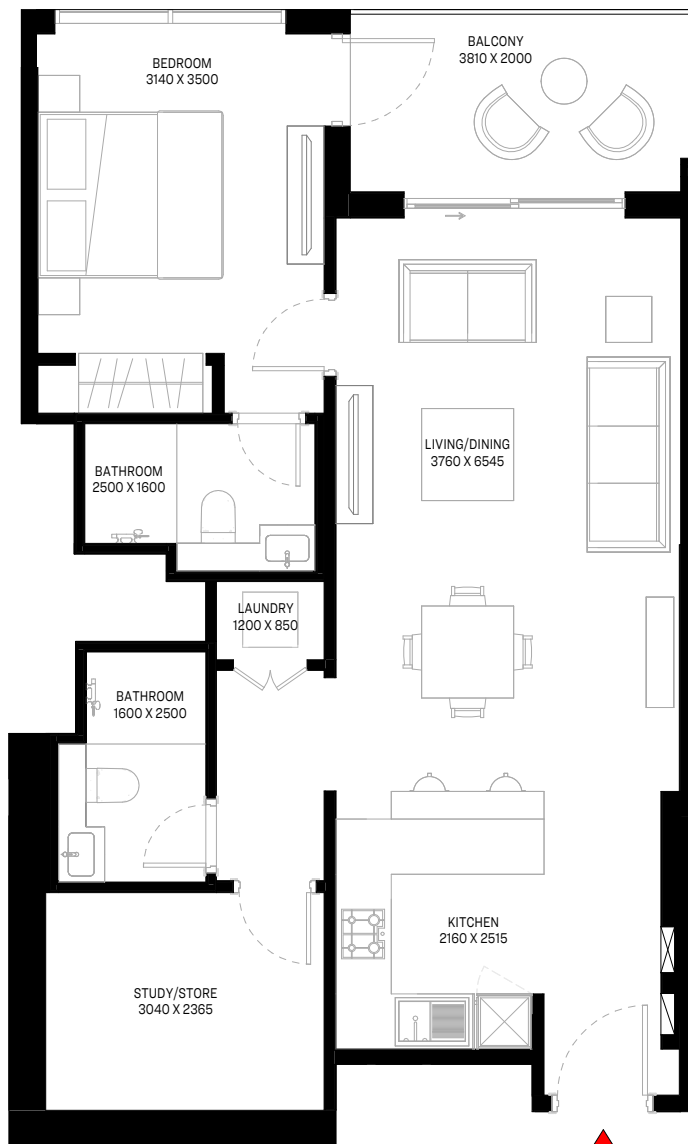 BEDROOM
3140 X 3500
BALCONY
3810 X 2000
LIVING/DINING
3760 X 6545
BATHROOM
2500 X 1600
LAUNDRY
1200 X 850
BATHROOM
1600 X 2500
KITCHEN
2160 X 2515
STUDY/STORE
3040 X 2365